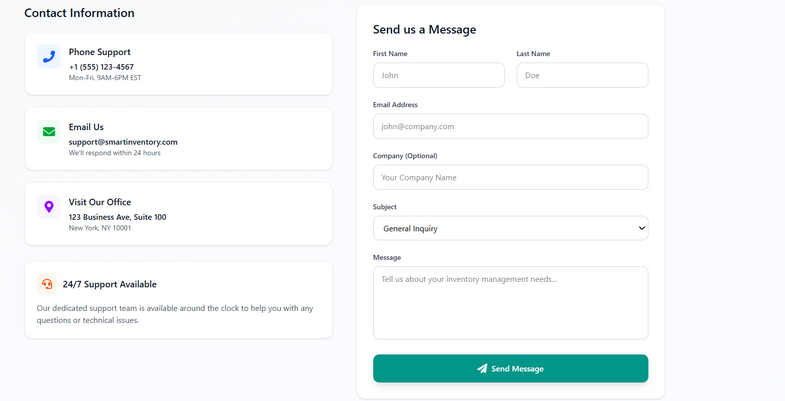 Contact Information
Phone Support
+1 (555) 123-4567
Mon-Fri, 9AM-6PM EST
Email Us
support@smartinventory.com
We'll respond within 24 hours
Visit Our Office
123 Business Ave, Suite 100
New York, NY 10001
24/7 Support Available
Our dedicated support team is available around the clock to help you with any
questions or technical issues.
Send us a Message
First Name
Last Name
John
Doe
Email Address
john@company.com
Company (Optional)
Your Company Name
Subject
General Inquiry
Message
Tell us about your inventory management needs...
Send Message